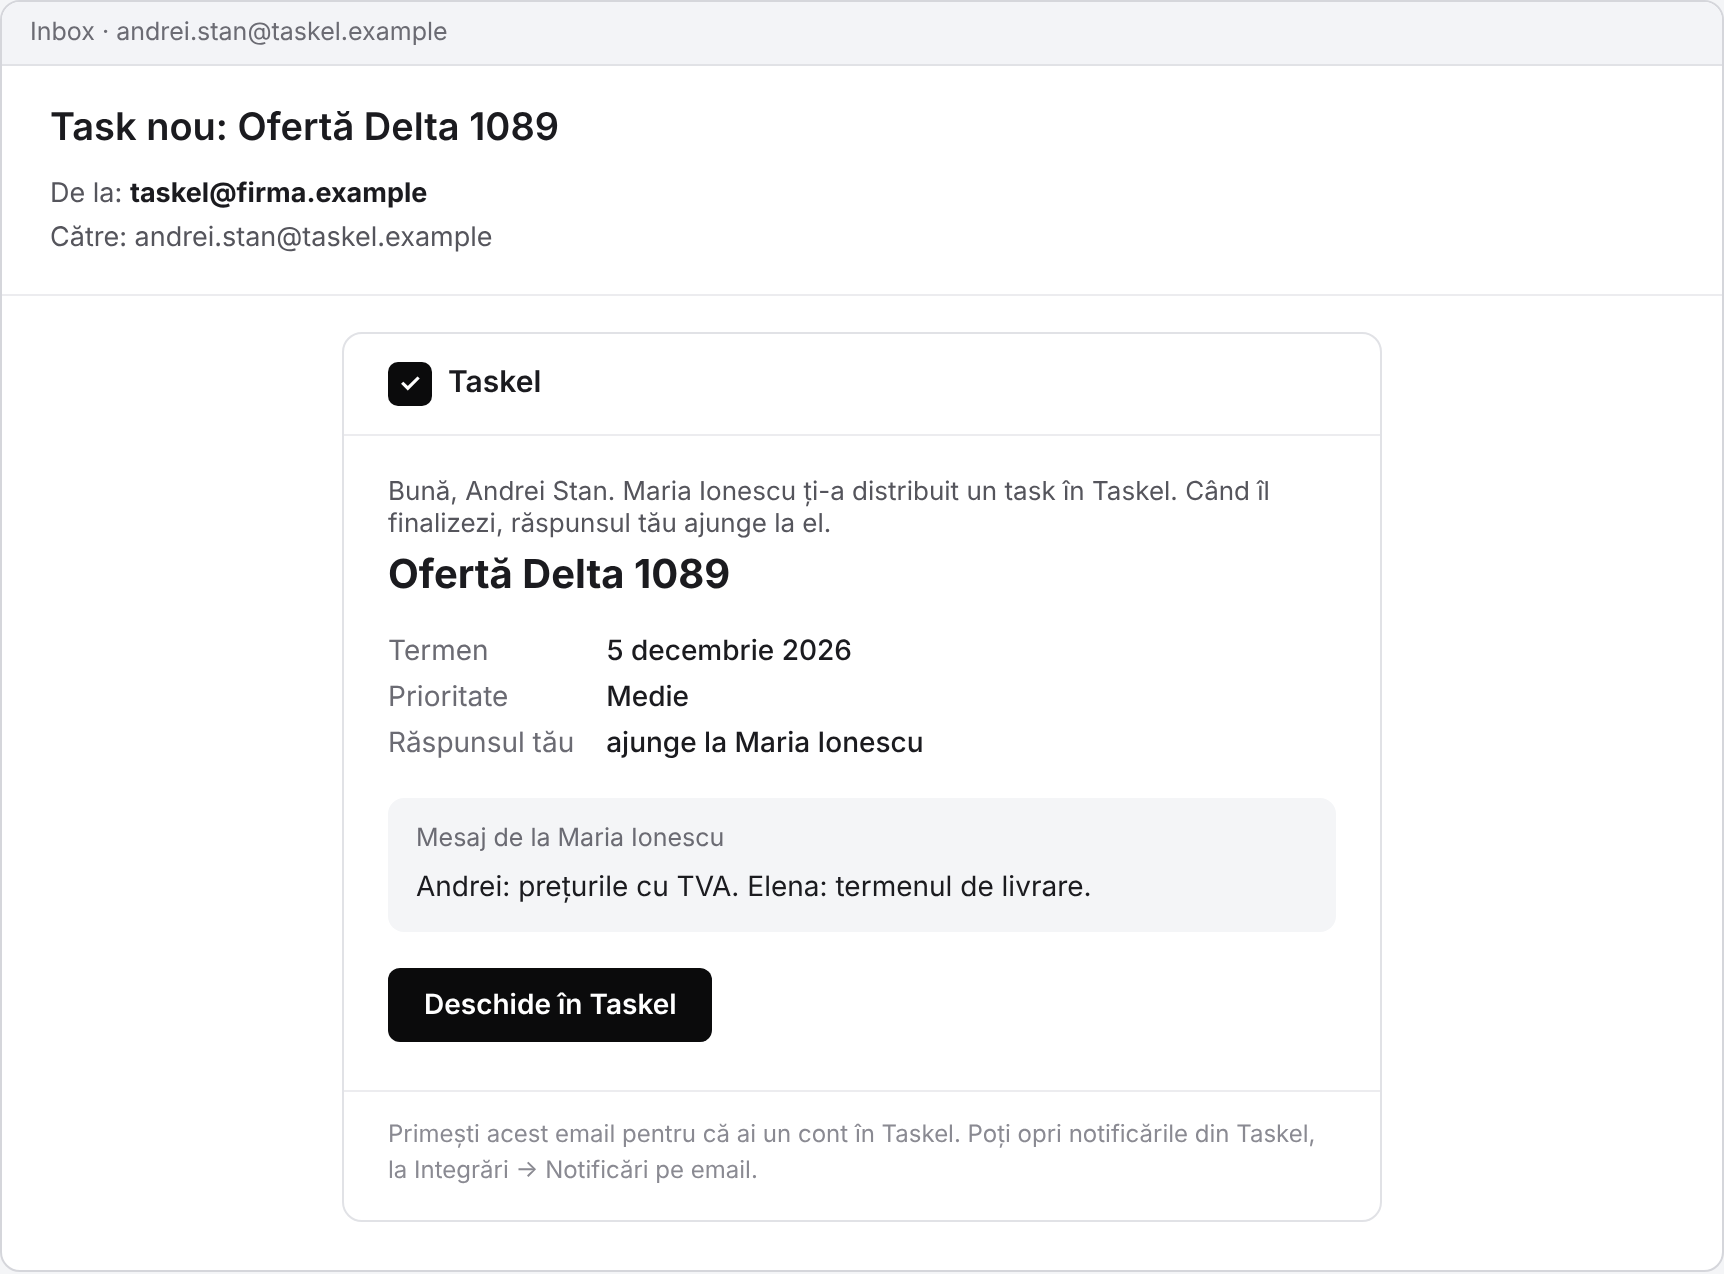 Inbox · andrei.stan@taskel.example
Task nou: Ofertă Delta 1089
De la: taskel@firma.example
Către: andrei.stan@taskel.example
Taskel
Bună, Andrei Stan. Maria Ionescu ți-a distribuit un task în Taskel. Când îl
finalizezi, răspunsul tău ajunge la el.
Ofertă Delta 1089
Termen 5 decembrie 2026
Prioritate Medie
Răspunsul tău ajunge la Maria Ionescu
Mesaj de la Maria Ionescu
Andrei: prețurile cu TVA. Elena: termenul de livrare.
Deschide în Taskel
Primești acest email pentru că ai un cont în Taskel. Poți opri notificările din Taskel,
la Integrări → Notificări pe email.